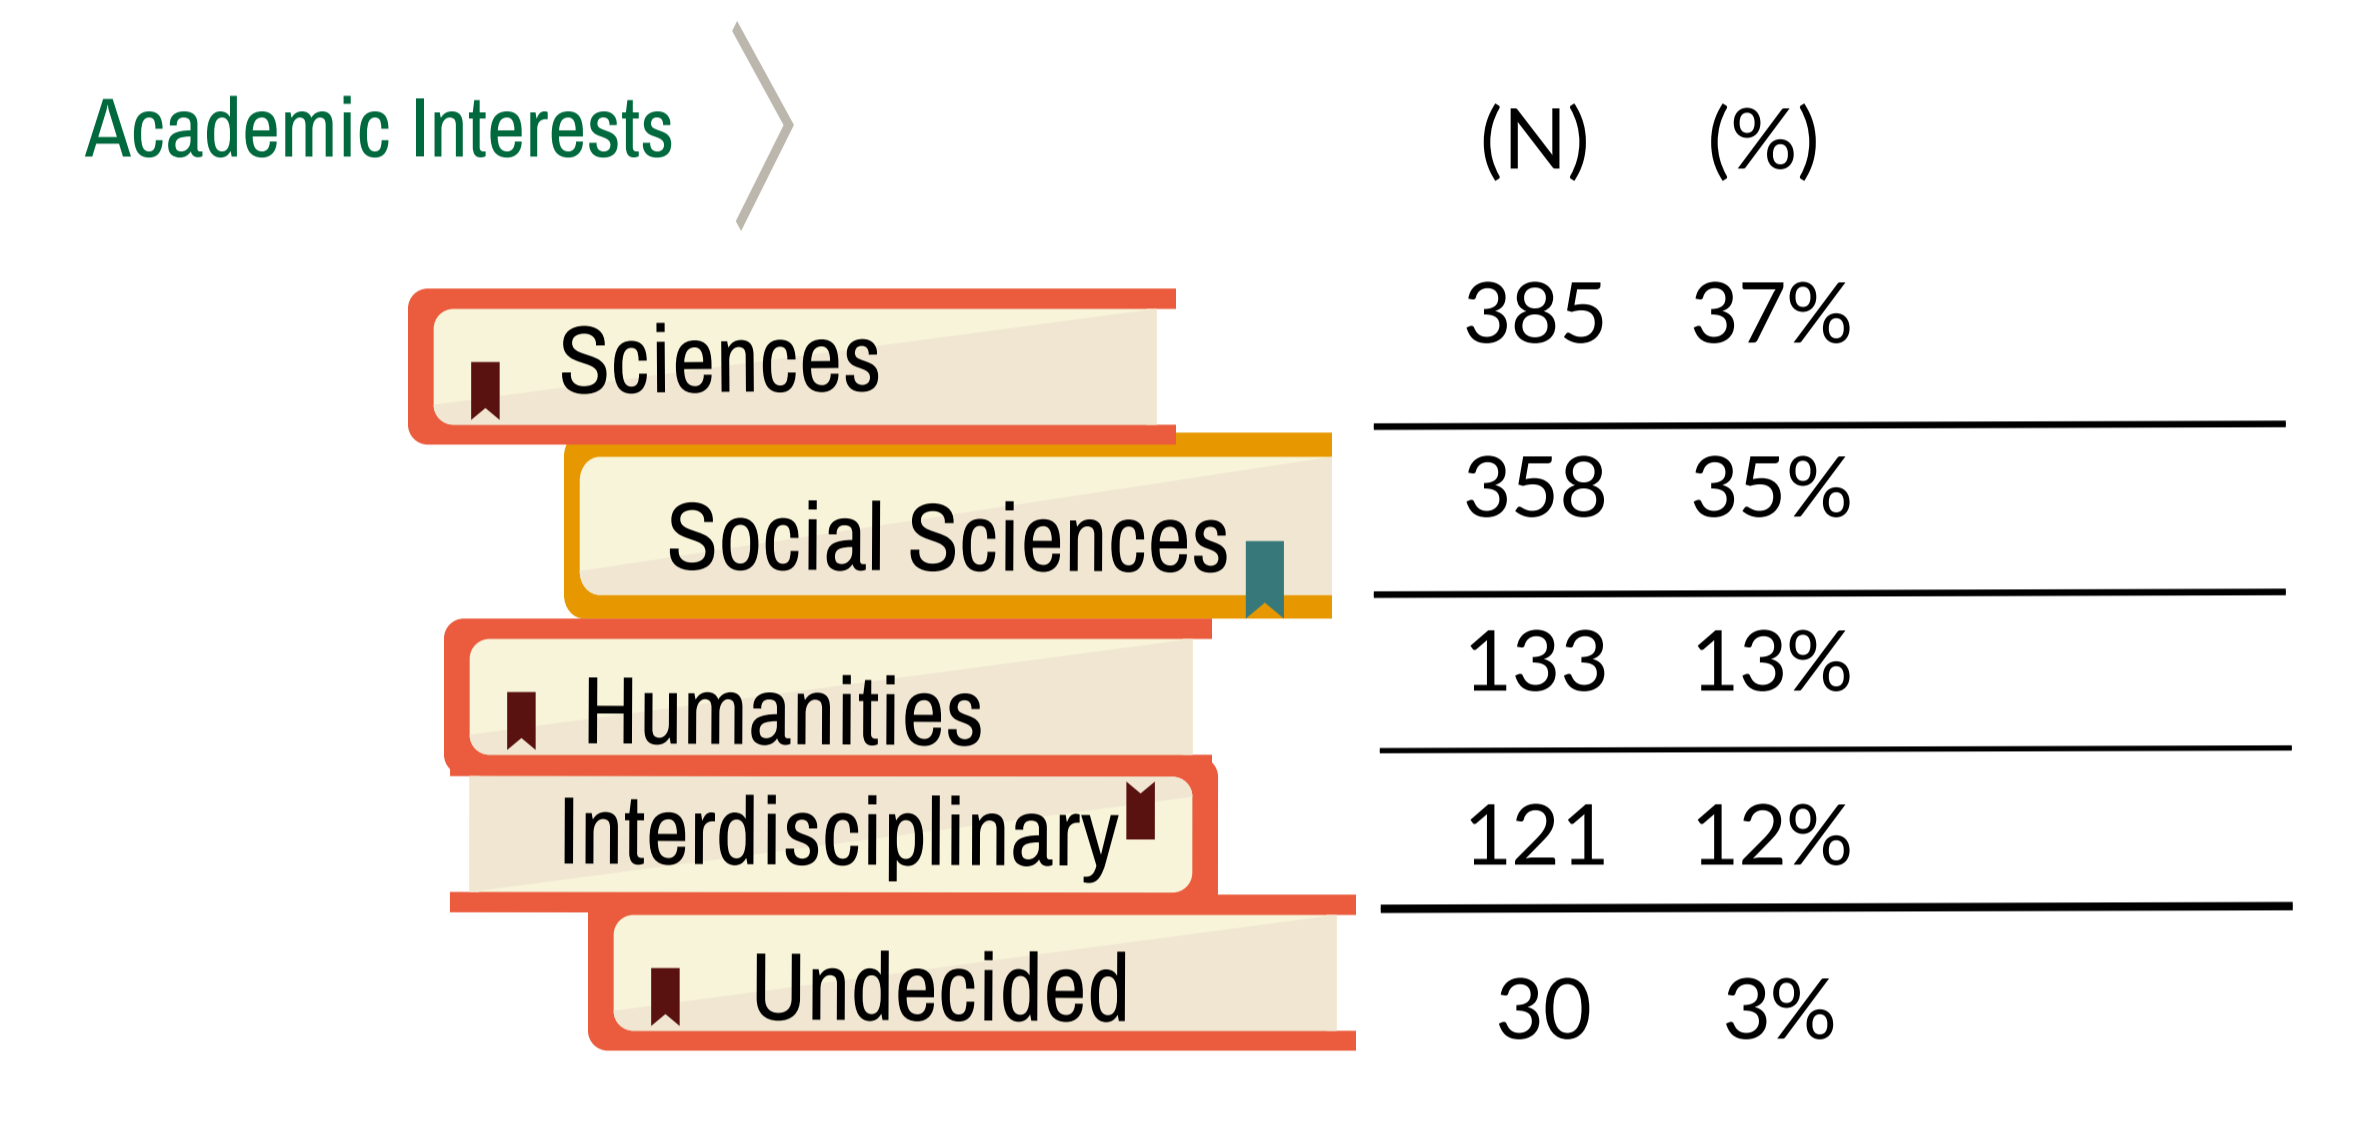 Academic Interests
(N) (%)
Sciences 385 37%
Social Sciences 358 35%
Humanities 133 13%
Interdisciplinary 121 12%
Undecided 30 3%